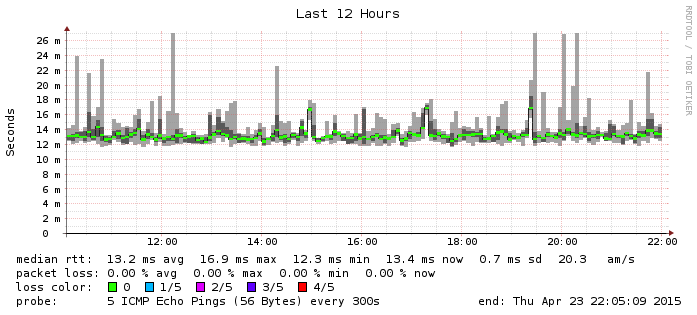 Last 12 Hours
RRDTOOL / TOBI OETIKER
Seconds
26 m
24 m
22 m
20 m
18 m
16 m
14 m
12 m
10 m
8 m
6 m
4 m
2 m
0
12:00 14:00 16:00 18:00 20:00 22:00
median rtt: 13.2 ms avg 16.9 ms max 12.3 ms min 13.4 ms now 0.7 ms sd 20.3 am/s
packet loss: 0.00 % avg 0.00 % max 0.00 % min 0.00 % now
loss color: 0 1/5 2/5 3/5 4/5
probe: 5 ICMP Echo Pings (56 Bytes) every 300s end: Thu Apr 23 22:05:09 2015